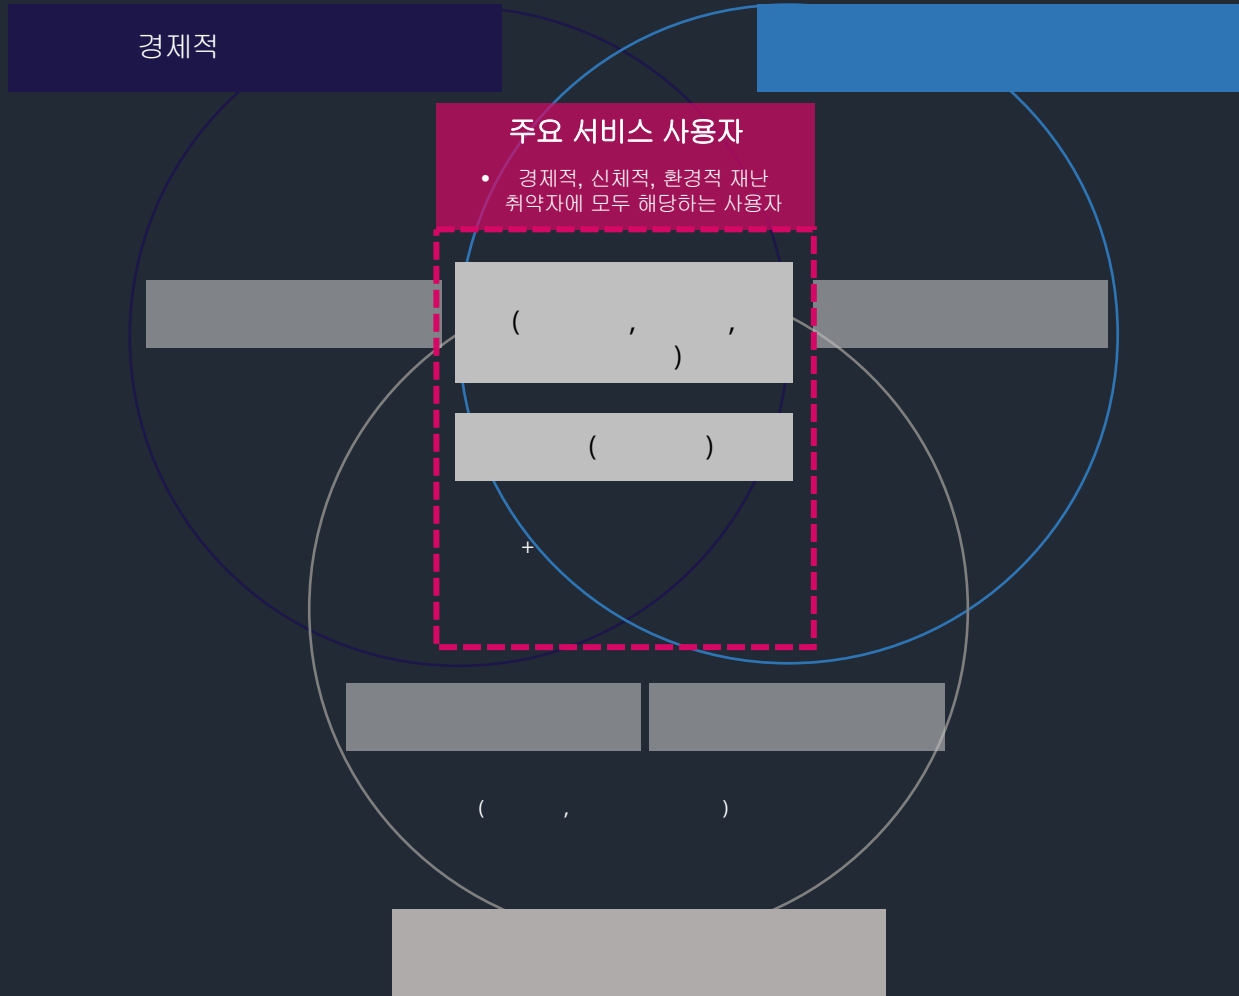 경제적
주요 서비스 사용자
• 경제적, 신체적, 환경적 재난
취약자에 모두 해당하는 사용자
( , ,
)
( )
+
( , )